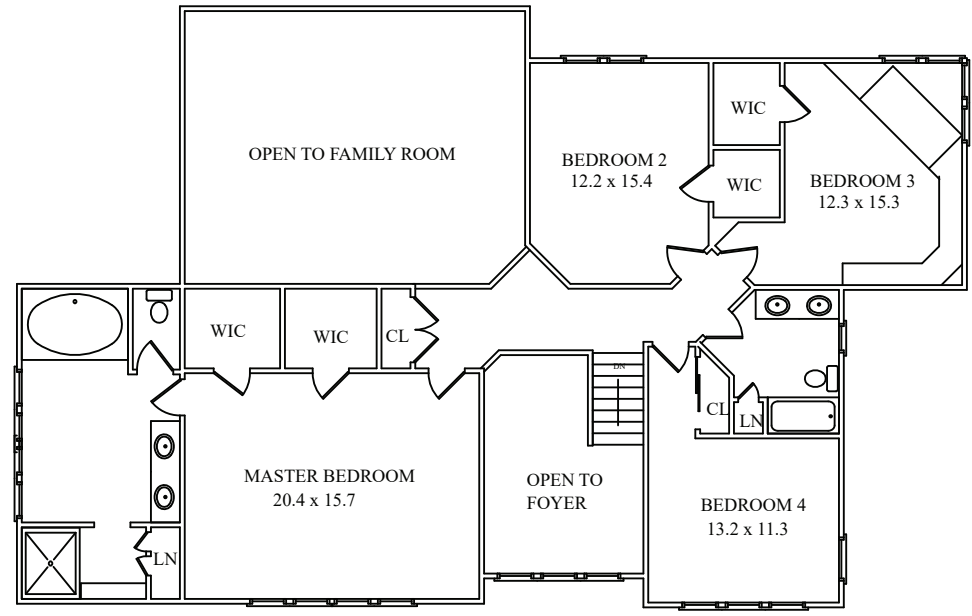 OPEN TO FAMILY ROOM
BEDROOM 2
12.2 x 15.4
WIC
WIC
BEDROOM 3
12.3 x 15.3
WIC
WIC
CL
DN
CL
LN
MASTER BEDROOM
20.4 x 15.7
OPEN TO
FOYER
BEDROOM 4
13.2 x 11.3
LN